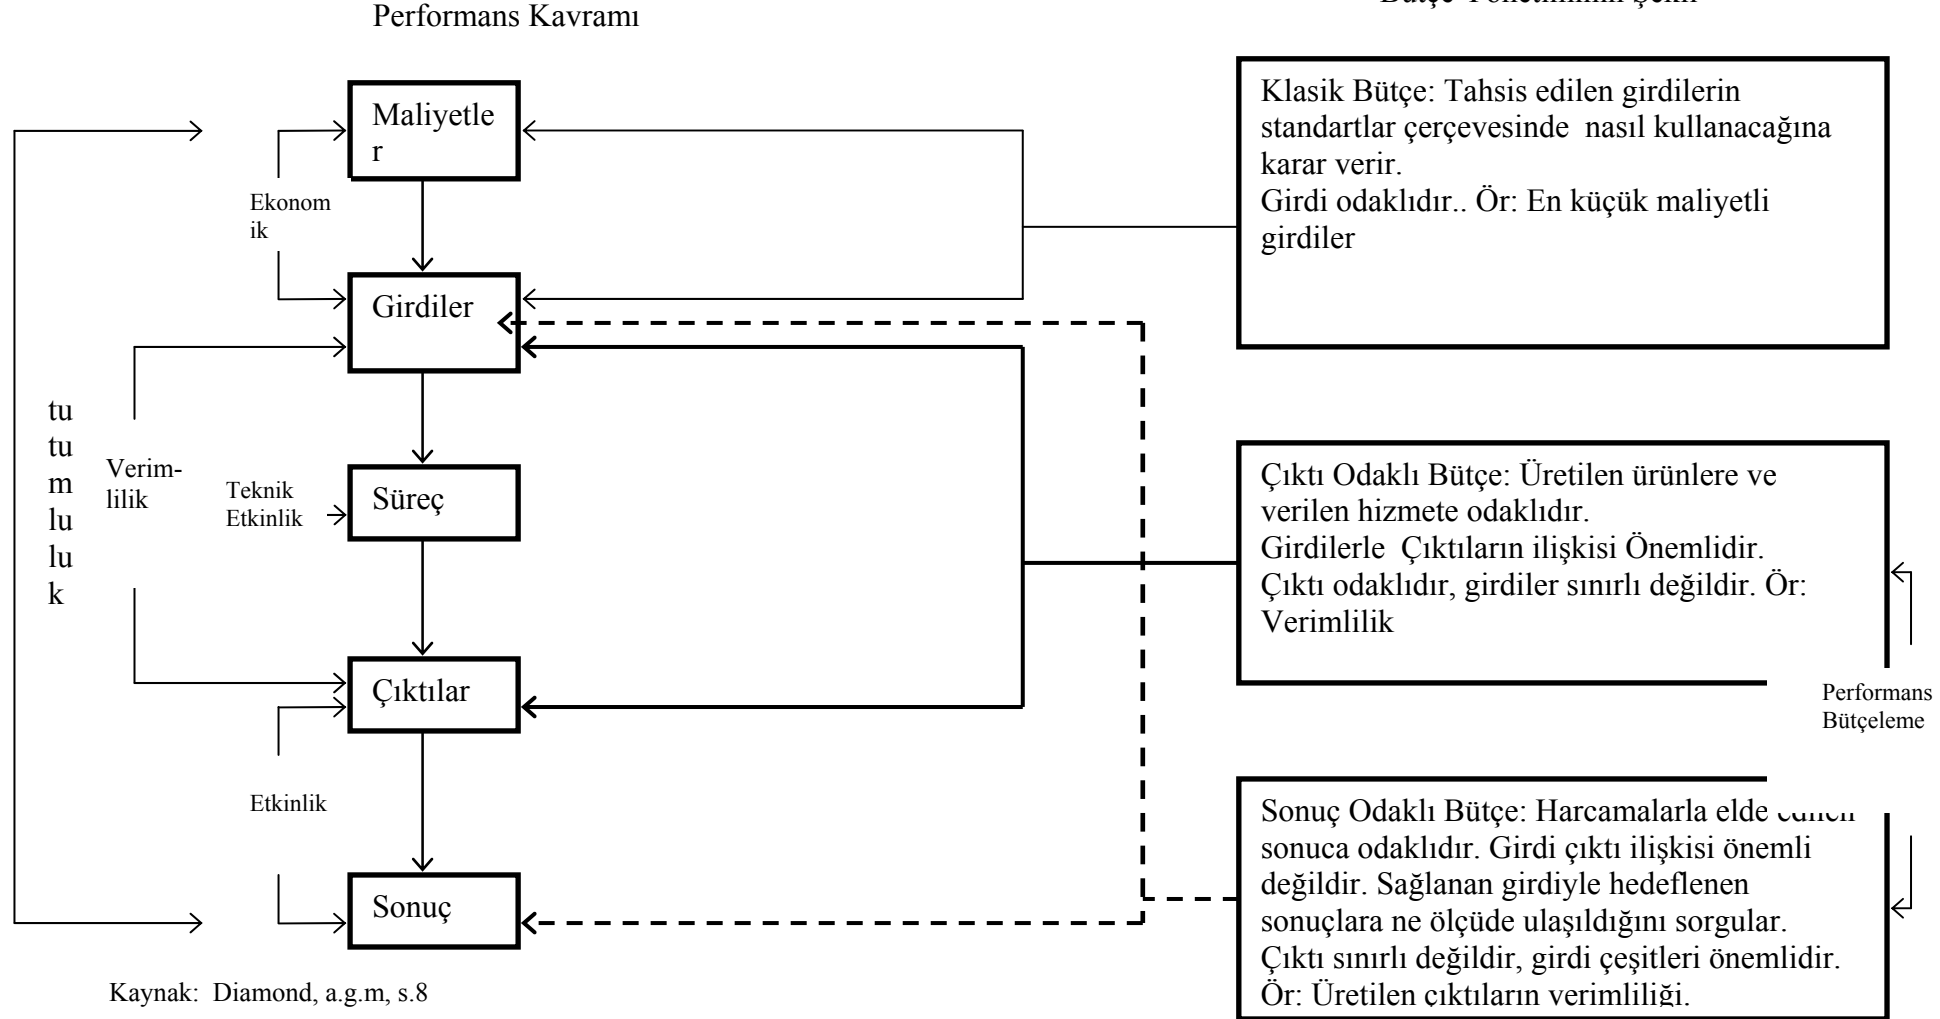 Performans Kavramı
Maliyetle
r
Ekonom
ik
Girdiler
tu
tu
m
lu
lu
k
Verim-
lilik
Teknik
Etkinlik
Süreç
Çıktılar
Etkinlik
Sonuç
Kaynak: Diamond, a.g.m, s.8
Klasik Bütçe: Tahsis edilen girdilerin
standartlar çerçevesinde nasıl kullanacağına
karar verir.
Girdi odaklıdır.. Ör: En küçük maliyetli
girdiler
Çıktı Odaklı Bütçe: Üretilen ürünlere ve
verilen hizmete odaklıdır.
Girdilerle Çıktıların ilişkisi Önemlidir.
Çıktı odaklıdır, girdiler sınırlı değildir. Ör:
Verimlilik
Performans
Bütçeleme
Sonuç Odaklı Bütçe: Harcamalarla elde
sonuca odaklıdır. Girdi çıktı ilişkisi önemli
değildir. Sağlanan girdiyle hedeflenen
sonuçlara ne ölçüde ulaşıldığını sorgular.
Çıktı sınırlı değildir, girdi çeşitleri önemlidir.
Ör: Üretilen çıktıların verimliliği.